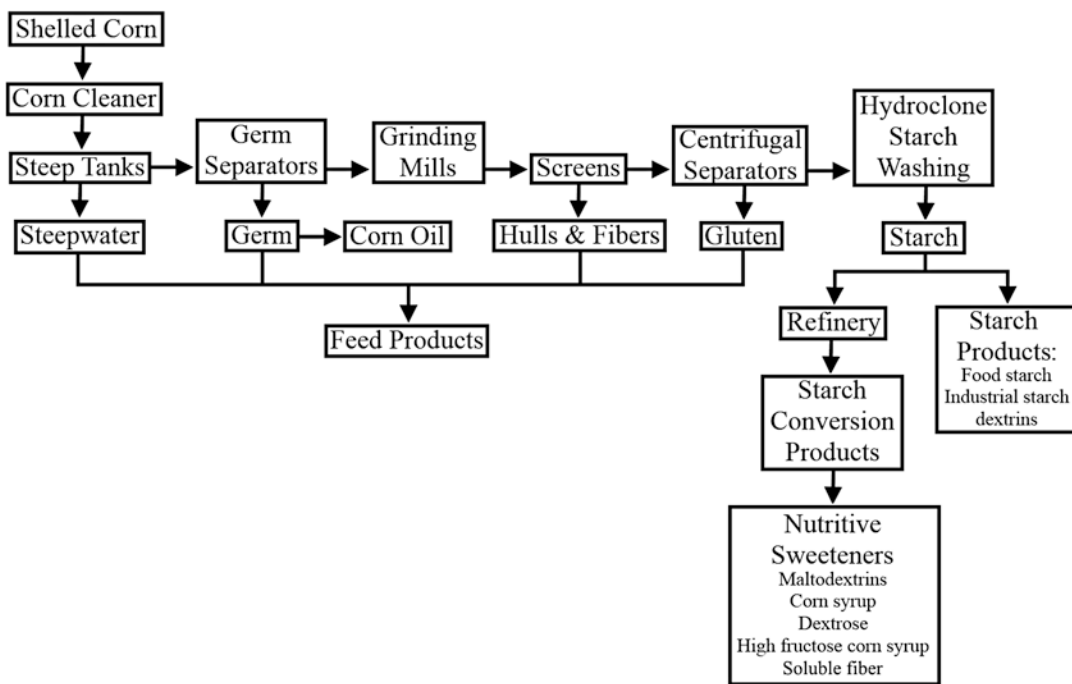 Shelled Corn
Corn Cleaner
Steep Tanks
Steepwater
Germ
Separators
Germ
Corn Oil
Grinding
Mills
Screens
Hulls & Fibers
Centrifugal
Separators
Gluten
Feed Products
Hydroclone
Starch
Washing
Starch
Refinery
Starch
Conversion
Products
Nutritive
Sweeteners
Maltodextrins
Corn syrup
Dextrose
High fructose corn syrup
Soluble fiber
Starch
Products:
Food starch
Industrial starch
dextrins